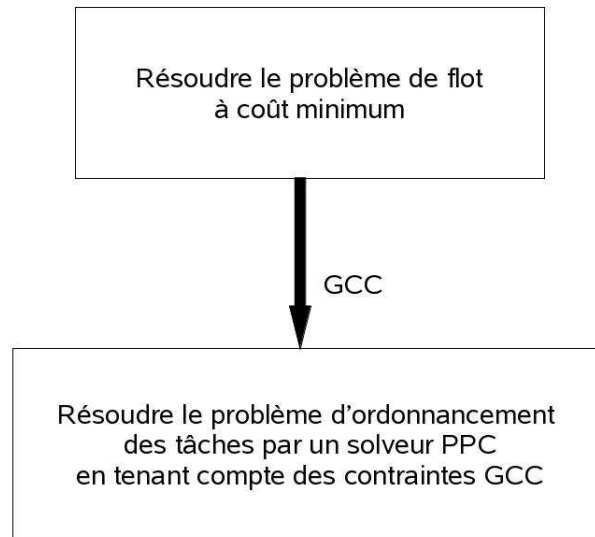 Résoudre le problème de flot
à coût minimum
GCC
Résoudre le problème d'ordonnancement
des tâches par un solveur PPC
en tenant compte des contraintes GCC